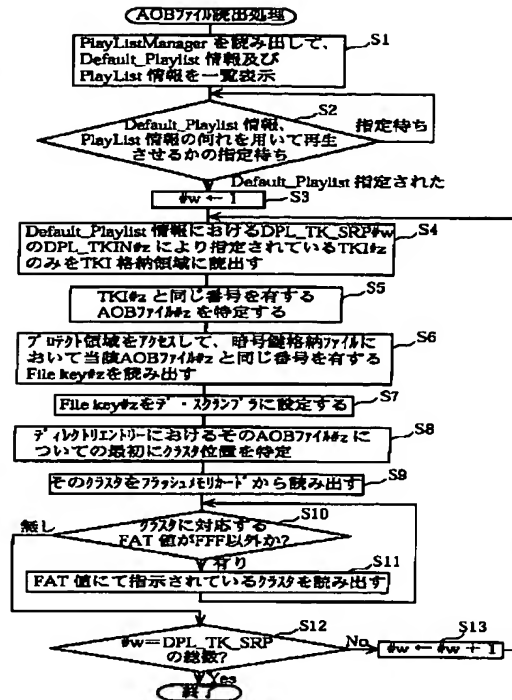 AOBファイル読出処理
S1
PlayListManager を読み出して、
Default_Playlist 情報及び
PlayList 情報を一覧表示
S2
Default_Playlist 情報、
PlayList 情報の何れを用いて再生
させるかの指定待ち
指定待ち
Default_Playlist 指定された
#w ← 1
S3
S4
Default_Playlist 情報におけるDPL_TK_SRP#w
のDPL_TKIN#z により指定されているTKI#z
のみをTKI 格納領域に読出す
S5
TKI#z と同じ番号を有する
AOBファイル#z を特定する
S6
プロテクト領域をアクセスして、暗号鍵格納ファイルに
おいて当該AOBファイル#z と同じ番号を有する
File key#zを読み出す
S7
File key#zをデ・スクランブラに設定する
S8
ディレクトリエントリーにおけるそのAOBファイル#z に
ついての最初にクラスタ位置を特定
S9
そのクラスタをフラッシュメモリカードから読み出す
S10
クラスタに対応する
FAT 値がFFF以外か?
無し
有り
S11
FAT 値にて指示されているクラスタを読み出す
S12
#w=DPL_TK_SRP
の総数?
No
S13
#w ← #w + 1
Yes
終了